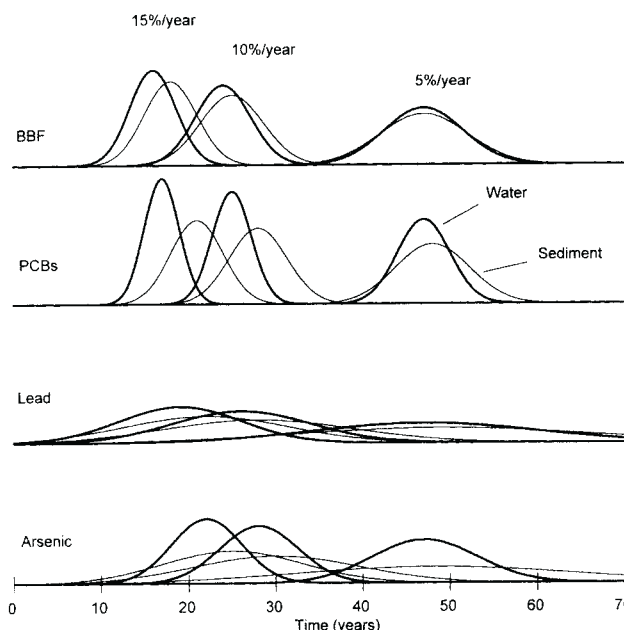 15%/year
10%/year
5%/year
BBF
Water
PCBs
Sediment
Lead
Arsenic
0 10 20 30 40 50 60 70
Time (years)